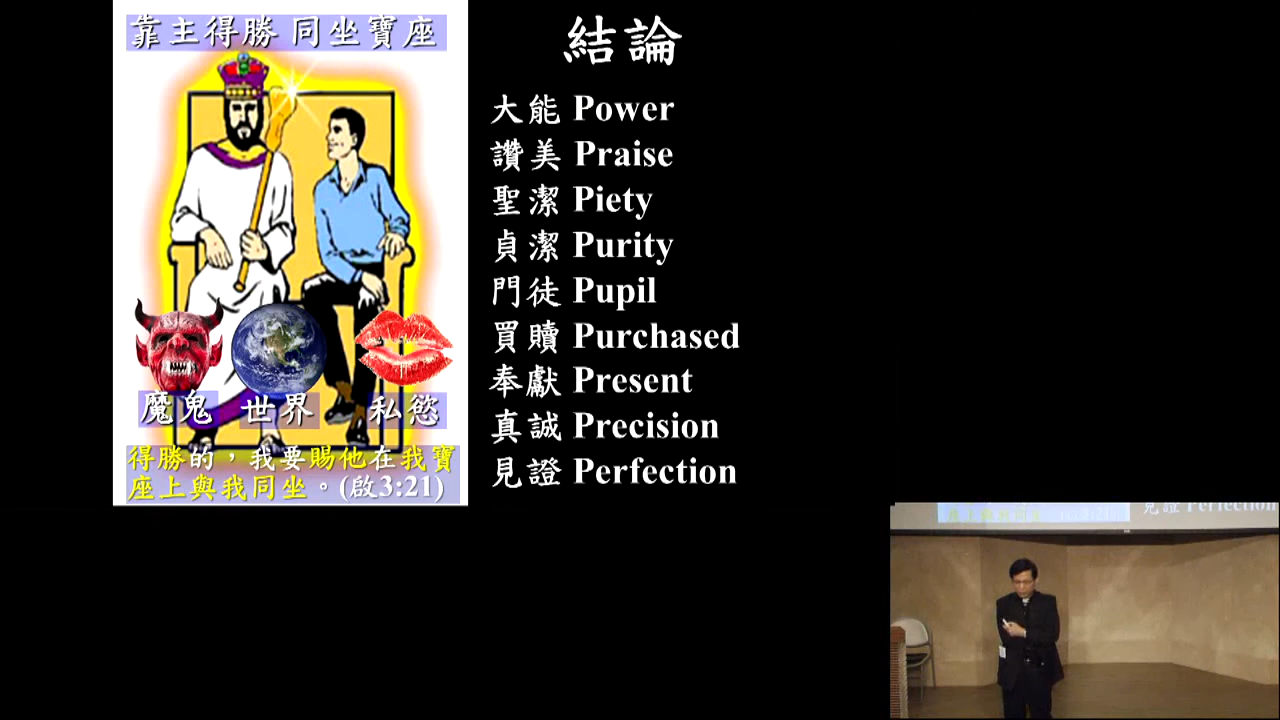 靠主得勝 同坐寶座
魔鬼 世界 私慾
得勝的，我要賜他在我寶
座上與我同坐。(啟3:21)
結論
大能 Power
讚美 Praise
聖潔 Piety
貞潔 Purity
門徒 Pupil
買贖 Purchased
奉獻 Present
真誠 Precision
見證 Perfection
見證 Perfection